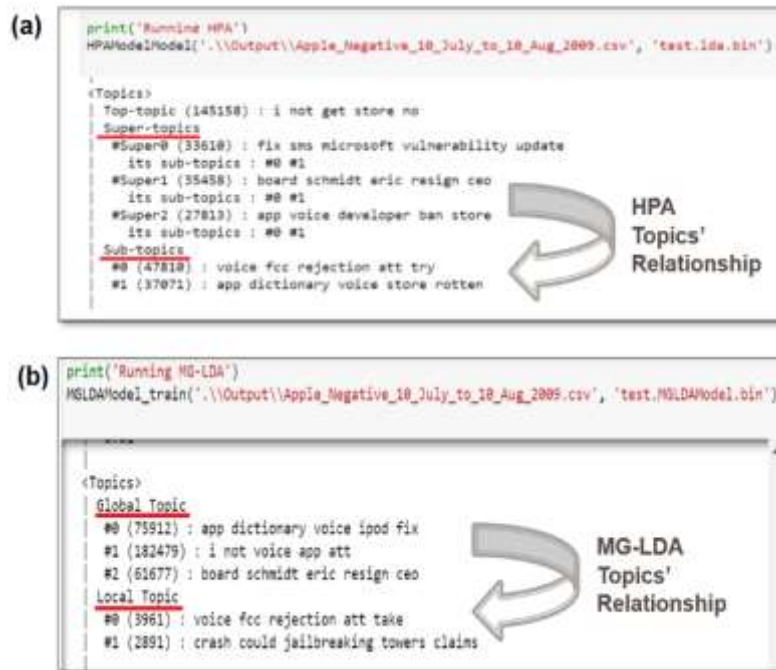 (a)
print('Running HPA')
HPAModelModel('.\\Output\\Apple_Negative_10_July_to_10_Aug_2009.csv', 'test.lda.bin')
<Topics>
| Top-topic (145158) : i not get store no
| Super-topics
| #Super0 (33610) : fix sms microsoft vulnerability update
| its sub-topics : #0 #1
| #Super1 (35458) : board schmidt eric resign ceo
| its sub-topics : #0 #1
| #Super2 (27813) : app voice developer ban store
| its sub-topics : #0 #1
| Sub-topics
| #0 (47810) : voice fcc rejection att try
| #1 (37071) : app dictionary voice store rotten
|
HPA
Topics'
Relationship
(b)
print('Running MG-LDA')
MGLDAModel_train('.\\Output\\Apple_Negative_10_July_to_10_Aug_2009.csv', 'test.MGLDAModel.bin')
|
<Topics>
| Global Topic
| #0 (75912) : app dictionary voice ipod fix
| #1 (182479) : i not voice app att
| #2 (61677) : board schmidt eric resign ceo
| Local Topic
| #0 (3961) : voice fcc rejection att take
| #1 (2891) : crash could jailbreaking towers claims
|
MG-LDA
Topics'
Relationship